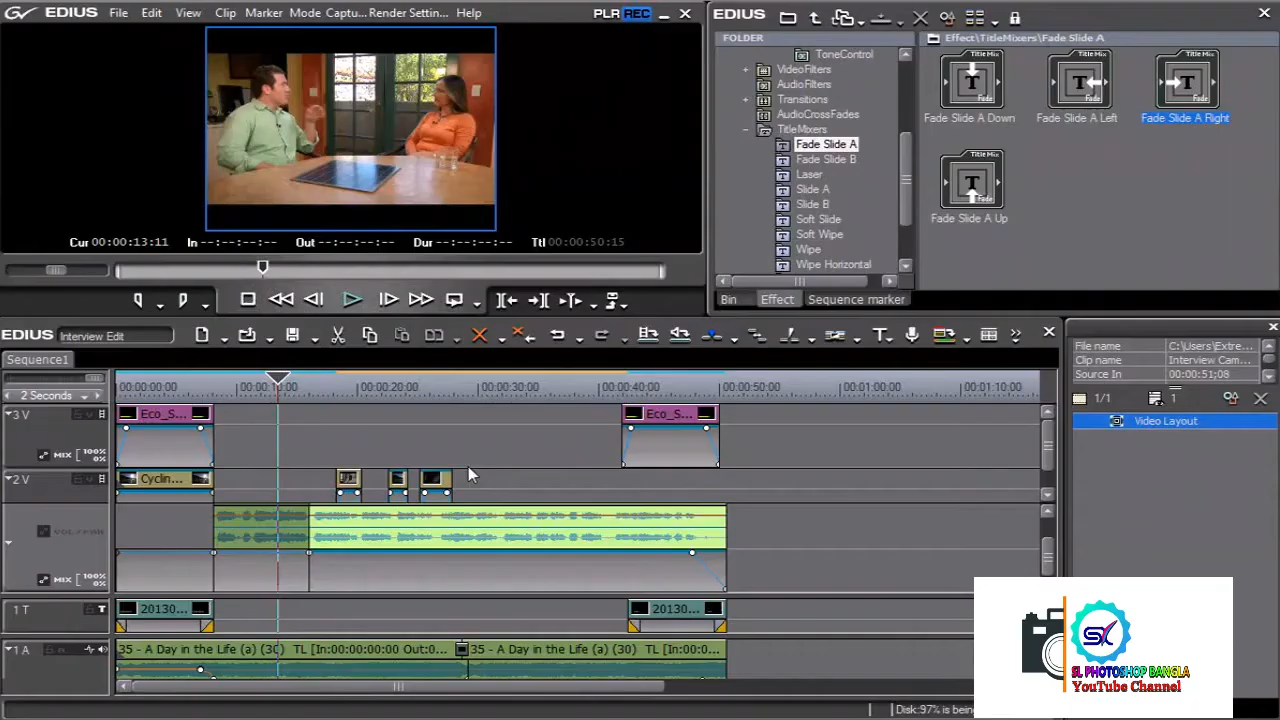 File Edit View Clip Marker Mode Captu... Render Settin... Help PLR REC
Cur 00:00:13:11 In --:--:--:-- Out --:--:--:-- Dur --:--:--:-- Ttl 00:00:50:15
EDIUS
FOLDER
Effect\TitleMixers\Fade Slide A
ToneControl
VideoFilters
AudioFilters
Transitions
AudioCrossFades
TitleMixers
Fade Slide A
Fade Slide B
Laser
Slide A
Slide B
Soft Slide
Soft Wipe
Wipe
Wipe Horizontal
Title Mix
T
Fade
Fade Slide A Down
Title Mix
T
Fade
Fade Slide A Left
Title Mix
T
Fade
Fade Slide A Right
Title Mix
T
Fade
Fade Slide A Up
Bin Effect Sequence marker
EDIUS Interview Edit
Sequence1
2 Seconds
00:00:00:00 00:00:10:00 00:00:20:00 00:00:30:00 00:00:40:00 00:00:50:00 00:01:00:00 00:01:10:00
3 V Eco_S... Eco_S...
MIX 100% 0%
2 V Cyclin...
MIX 100% 0%
1 T 20130... 20130...
1 A 35 - A Day in the Life (a) (30) TL [In:00:00:00:00 Out:0... 35 - A Day in the Life (a) (30) TL [In:00:0...
Disk:97% is bein
File name C:\Users\Extre...
Clip name Interview Cam...
Source In 00:00:51;08
1/1 1
Video Layout
SX
SL PHOTOSHOP BANGLA
YouTube Channel